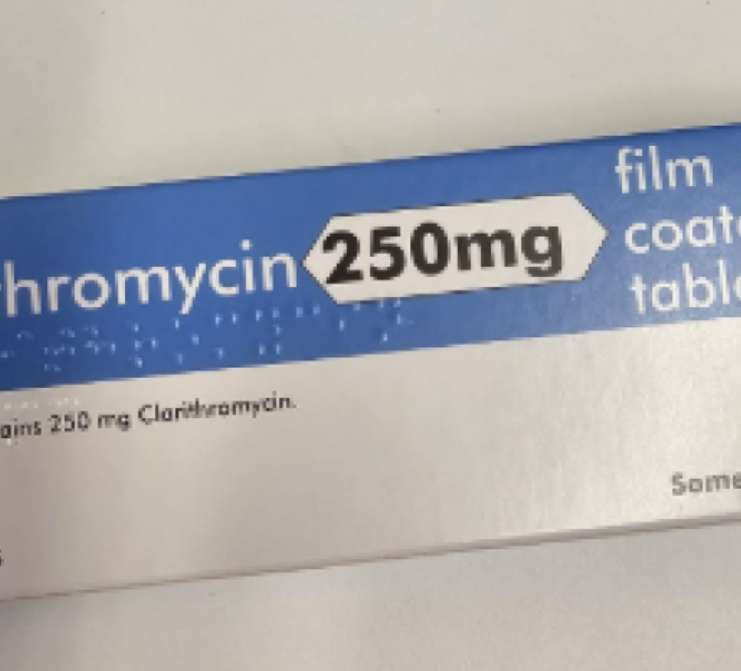 film
hromycin 250mg coat
tabl
ains 250 mg Clarithromycin.
Some
s